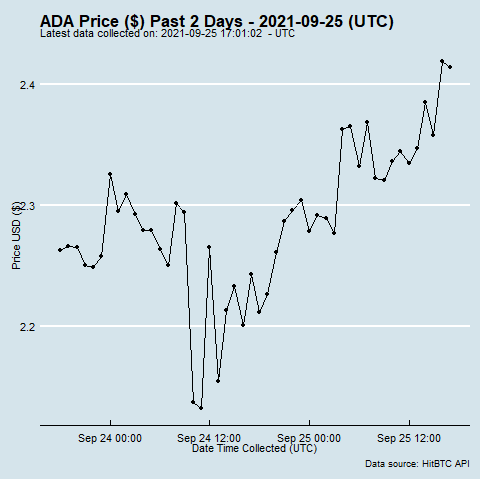 ADA Price ($) Past 2 Days - 2021-09-25 (UTC)
Latest data collected on: 2021-09-25 17:01:02  - UTC
2.4
2.3
2.2
Price USD ($)
Sep 24 00:00
Sep 24 12:00
Sep 25 00:00
Sep 25 12:00
Date Time Collected (UTC)
Data source: HitBTC API